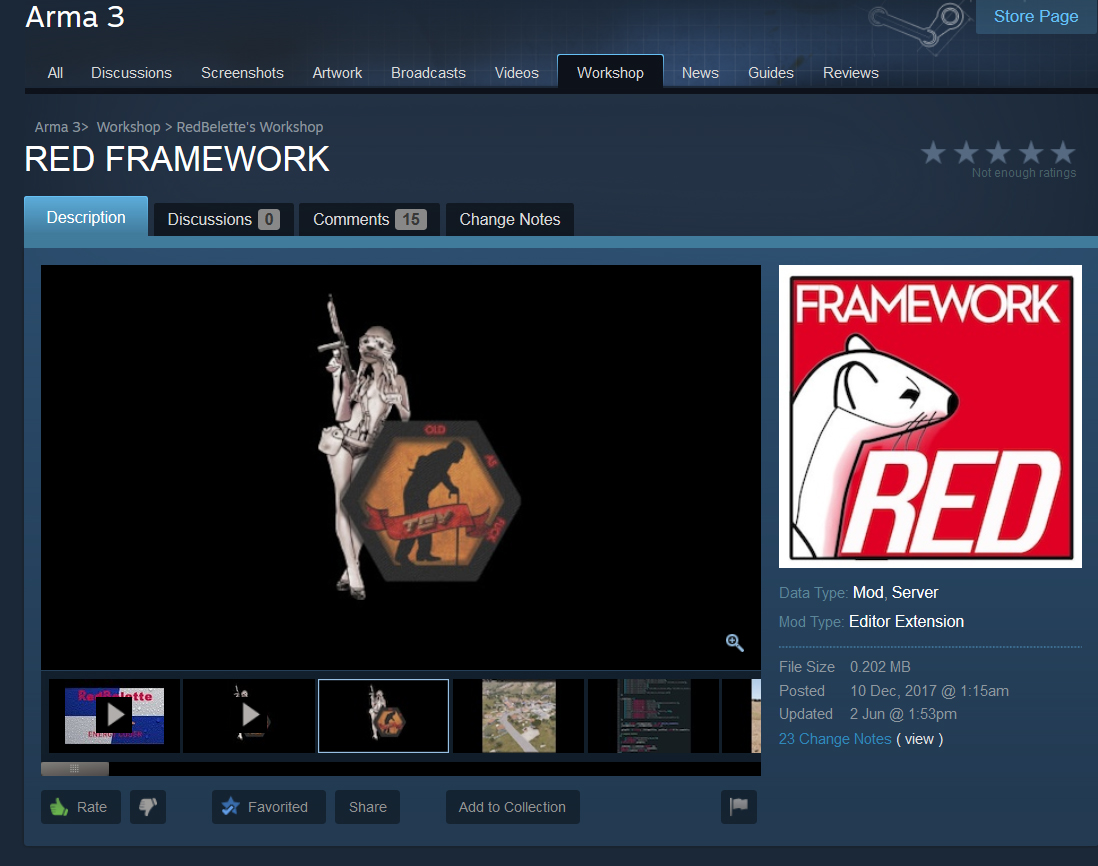 Arma 3
Store Page
All Discussions Screenshots Artwork Broadcasts Videos Workshop News Guides Reviews
Arma 3> Workshop > RedBelette's Workshop
RED FRAMEWORK
Not enough ratings
Description Discussions 0 Comments 15 Change Notes
OLD
AS
FUCK
TSV
FRAMEWORK
RED
Data Type: Mod, Server
Mod Type: Editor Extension
File Size 0.202 MB
Posted 10 Dec, 2017 @ 1:15am
Updated 2 Jun @ 1:53pm
23 Change Notes ( view )
RedBelette
Rate Favorited Share Add to Collection